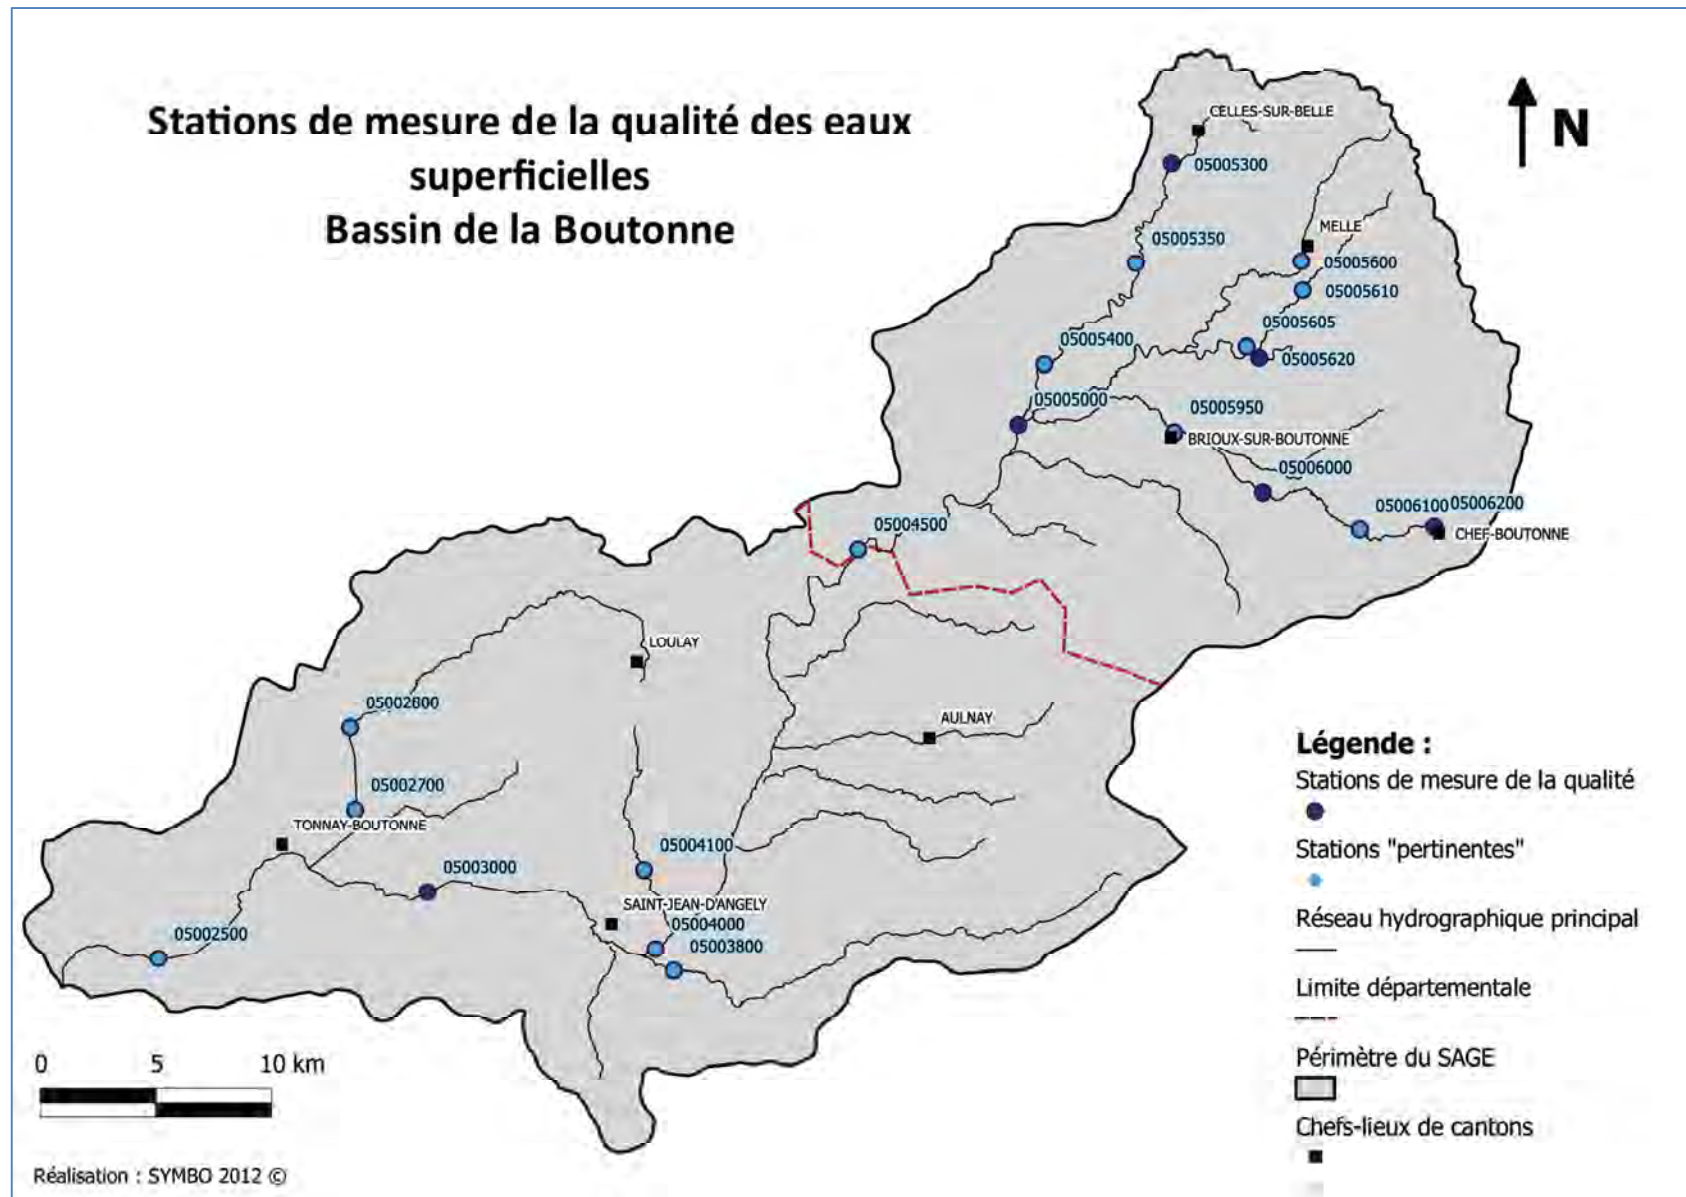 Stations de mesure de la qualité des eaux
superficielles
Bassin de la Boutonne
N
CELLES-SUR-BELLE
05005300
05005350
MELLE
05005600
05005610
05005605
05005400
05005620
05005000
05005950
BRIOUX-SUR-BOUTONNE
05006000
05006100
05006200
CHEF-BOUTONNE
05004500
LOULAY
05002800
AULNAY
05002700
TONNAY-BOUTONNE
05004100
05003000
SAINT-JEAN-D'ANGELY
05004000
05003800
05002500
Légende :
Stations de mesure de la qualité
Stations "pertinentes"
Réseau hydrographique principal
Limite départementale
Périmètre du SAGE
Chefs-lieux de cantons
0 5 10 km
Réalisation : SYMBO 2012 ©